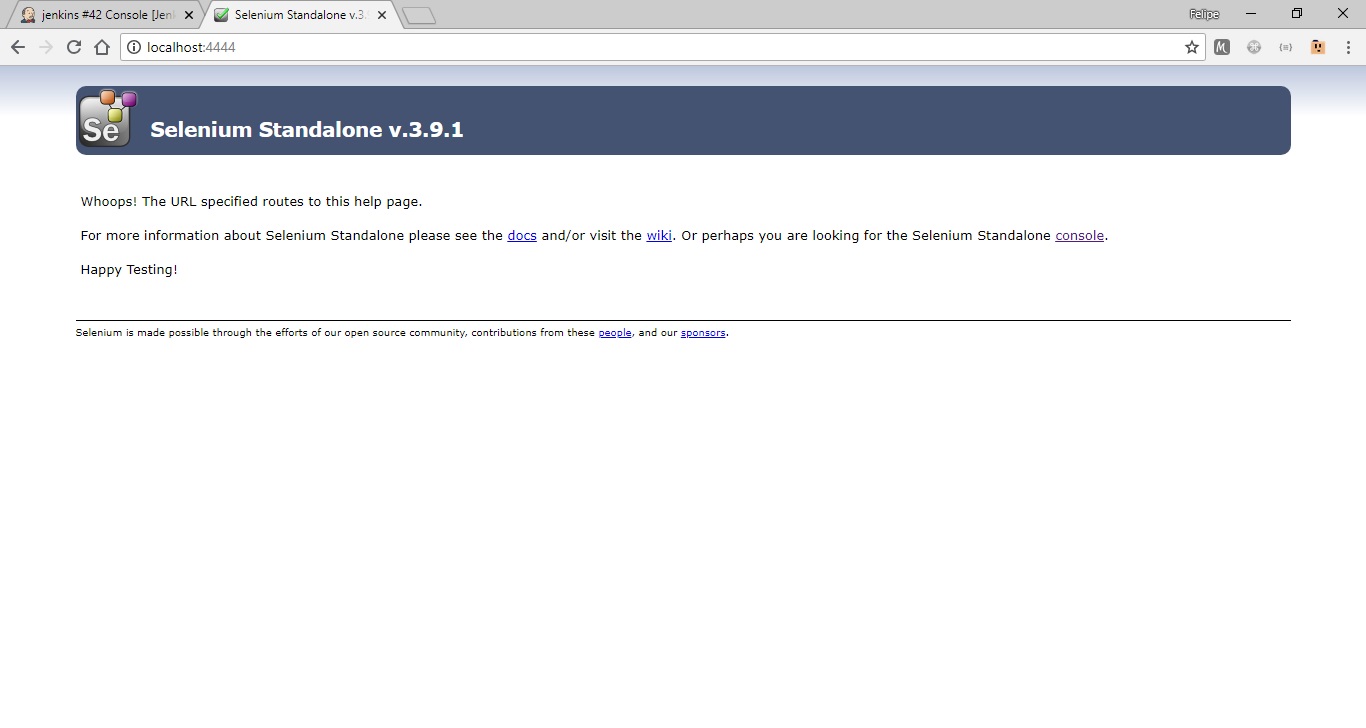 jenkins #42 Console [Jen
Selenium Standalone v.3.
Felipe
localhost:4444
Se
Selenium Standalone v.3.9.1
Whoops! The URL specified routes to this help page.
For more information about Selenium Standalone please see the docs and/or visit the wiki. Or perhaps you are looking for the Selenium Standalone console.
Happy Testing!
Selenium is made possible through the efforts of our open source community, contributions from these people, and our sponsors.